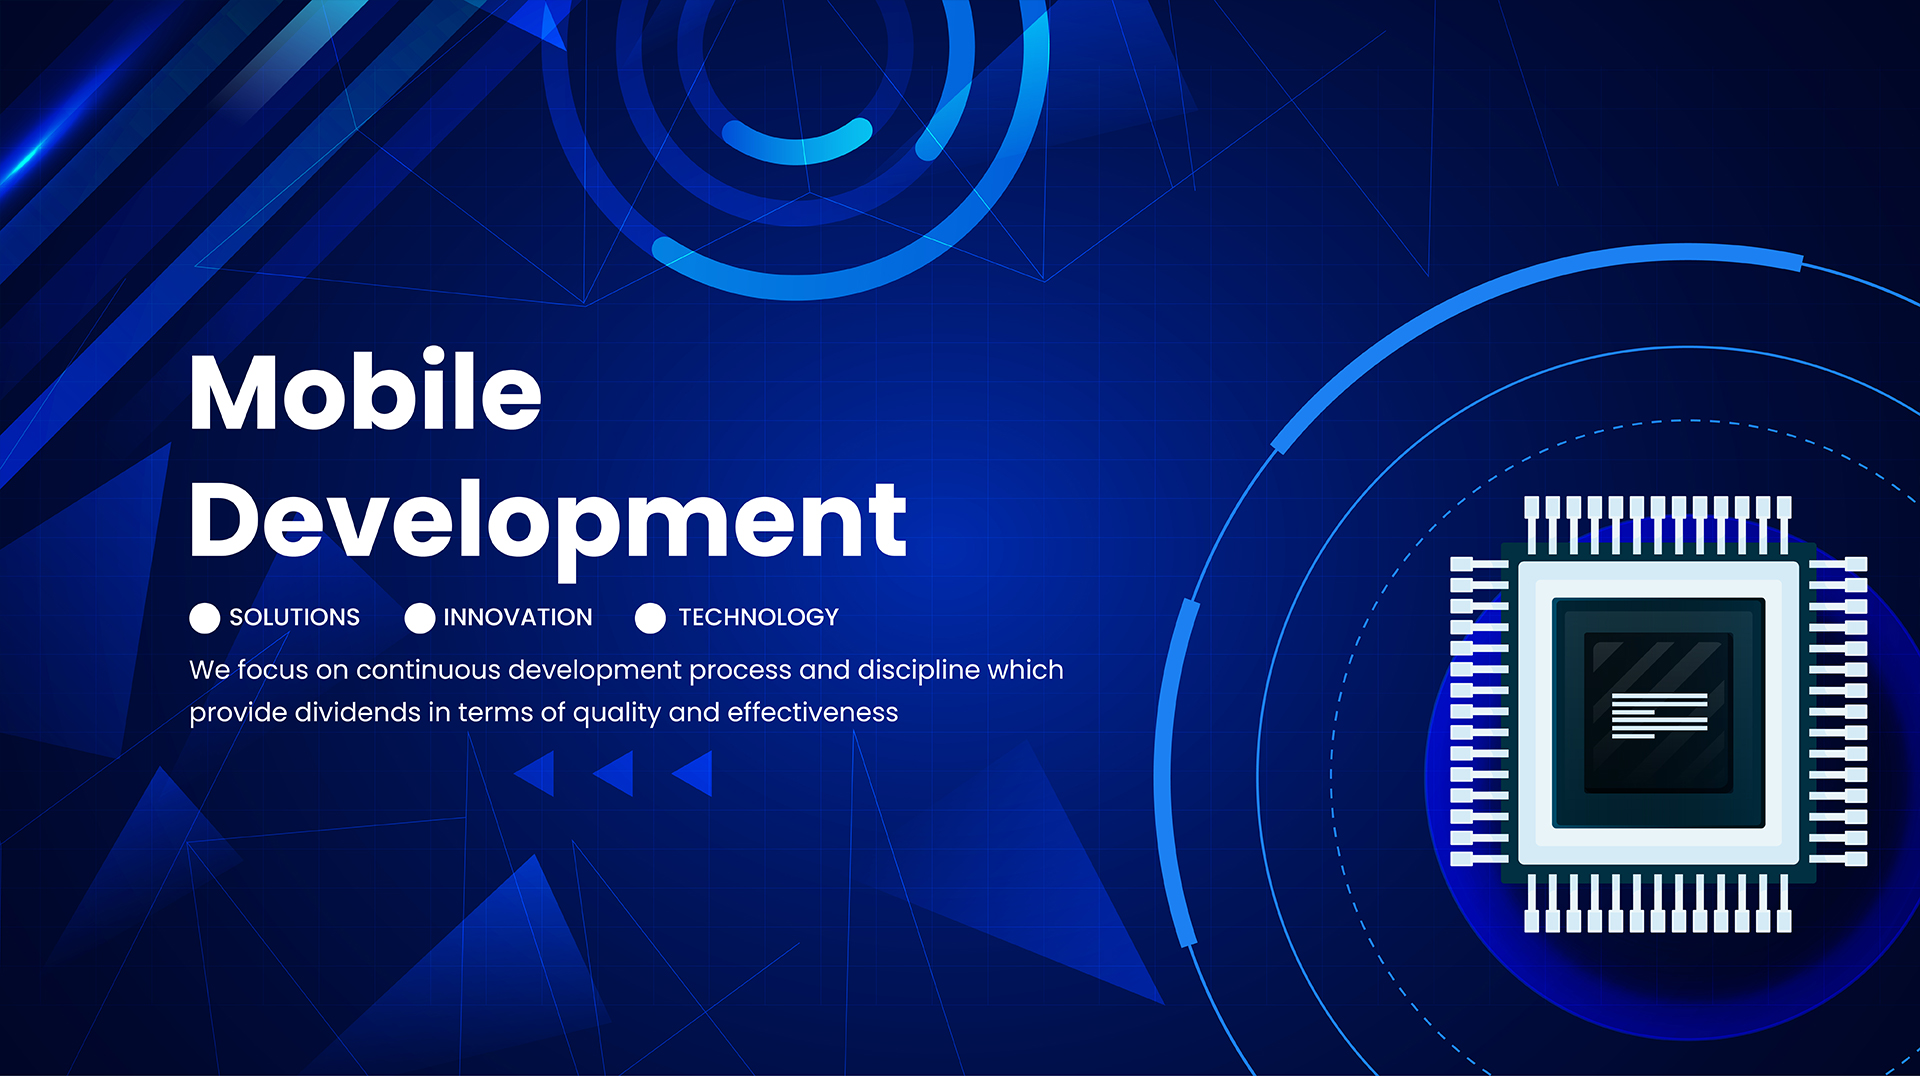 Mobile
Development
SOLUTIONS INNOVATION TECHNOLOGY
We focus on continuous development process and discipline which
provide dividends in terms of quality and effectiveness